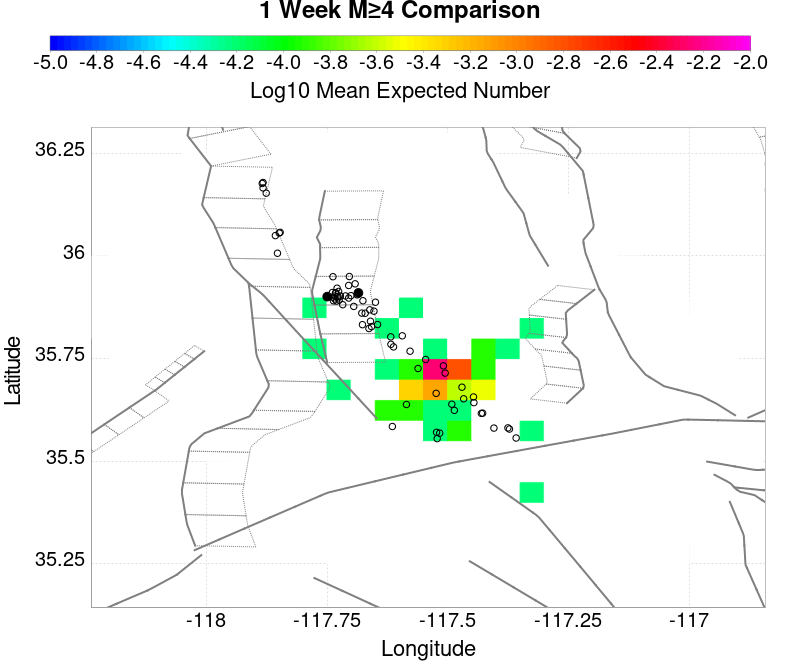 1 Week M≥4 Comparison
-5.0 -4.8 -4.6 -4.4 -4.2 -4.0 -3.8 -3.6 -3.4 -3.2 -3.0 -2.8 -2.6 -2.4 -2.2 -2.0
Log10 Mean Expected Number
36.25
36
35.75
35.5
35.25
Latitude
-118 -117.75 -117.5 -117.25 -117
Longitude